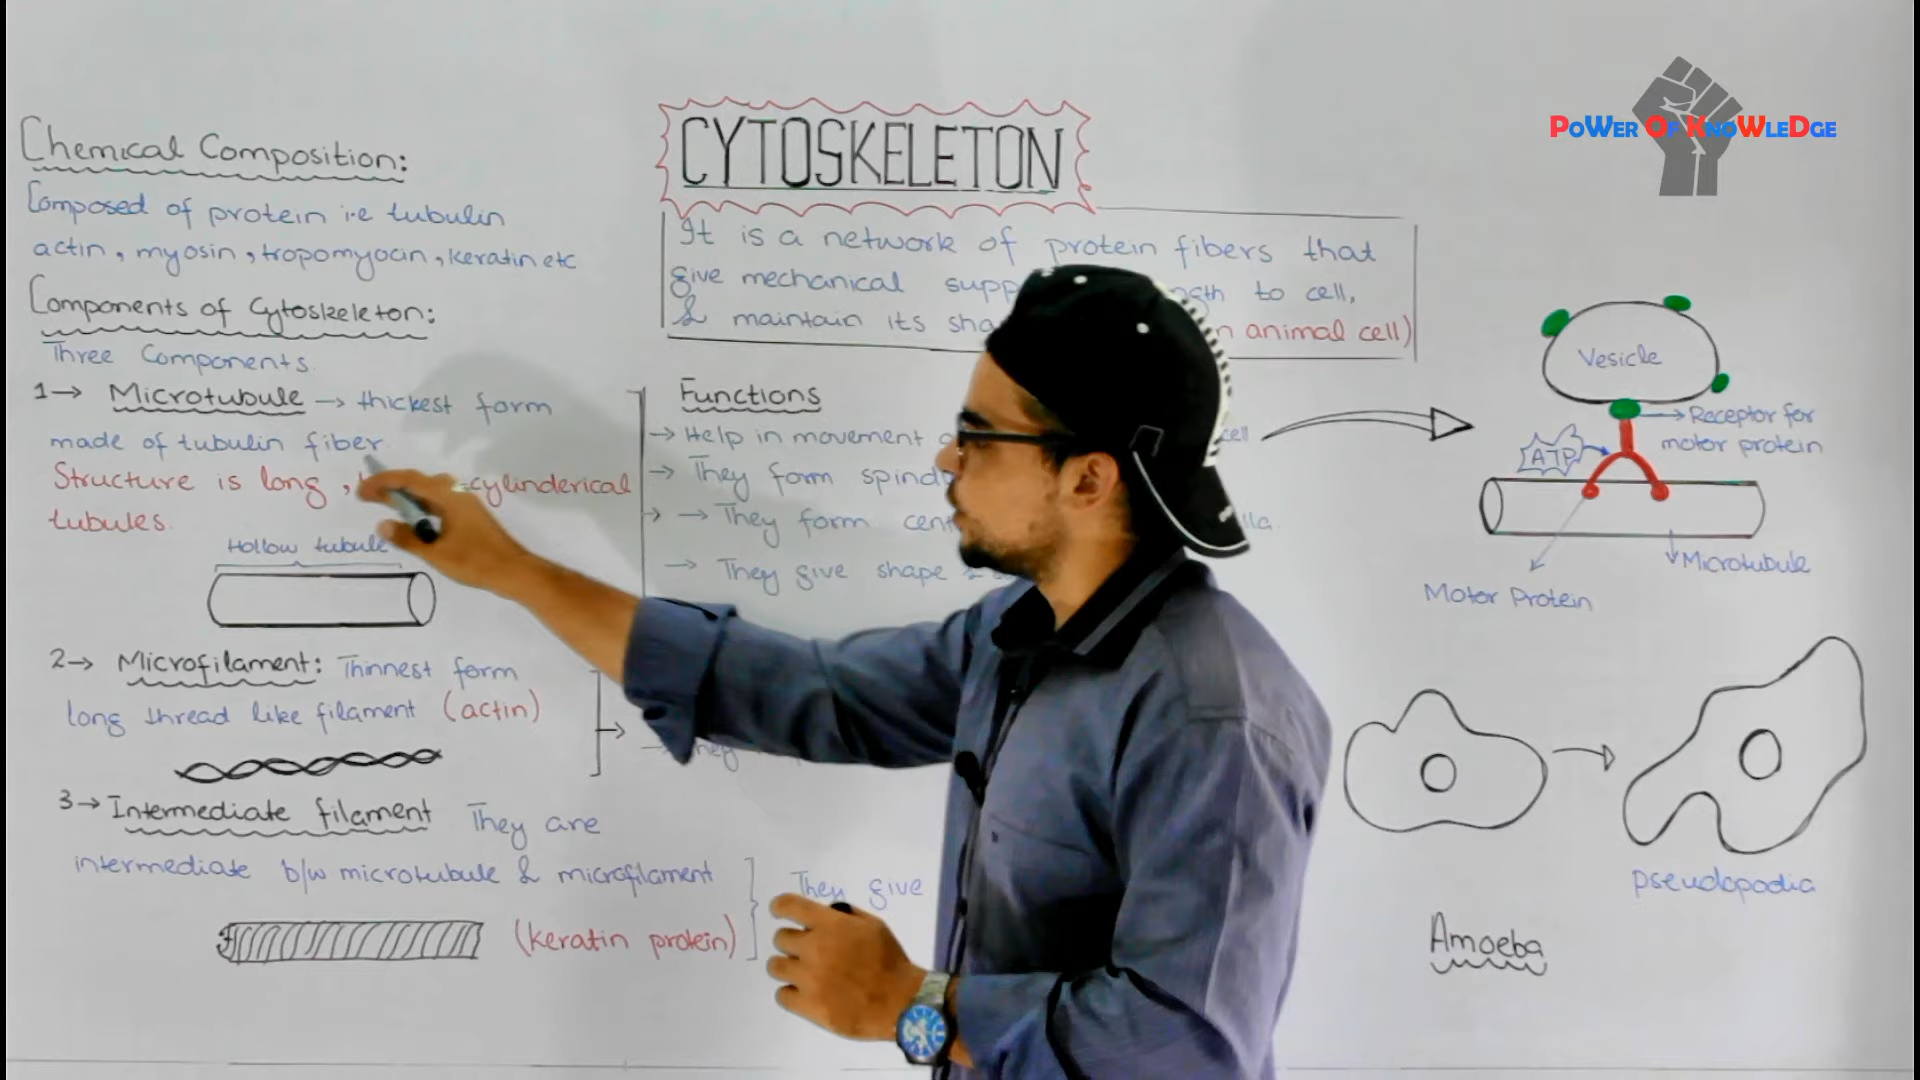 PoWer Of KnoWleDge
CYTOSKELETON
It is a network of protein fibers that
give mechanical to cell,
& maintain its animal cell)
Chemical Composition:
Composed of protein i.e tubulin
actin, myosin, tropomyocin, keratin etc
Components of Cytoskeleton:
Three Components.
1→ Microtubule → thickest form
made of tubulin fiber.
Structure is long, cylinderical
tubules.
Hollow tubule
2→ Microfilament: Thinnest form
long thread like filament (actin)
3→ Intermediate filament They are
intermediate b/w microtubule & microfilament
(keratin protein)
Functions
→ Help in movement cell
→ They form
→ → They form
→ They give shape
They
They give
Vesicle
→ Receptor for
motor protein
ATP
Microtubule
Motor Protein
pseudopodia
Amoeba